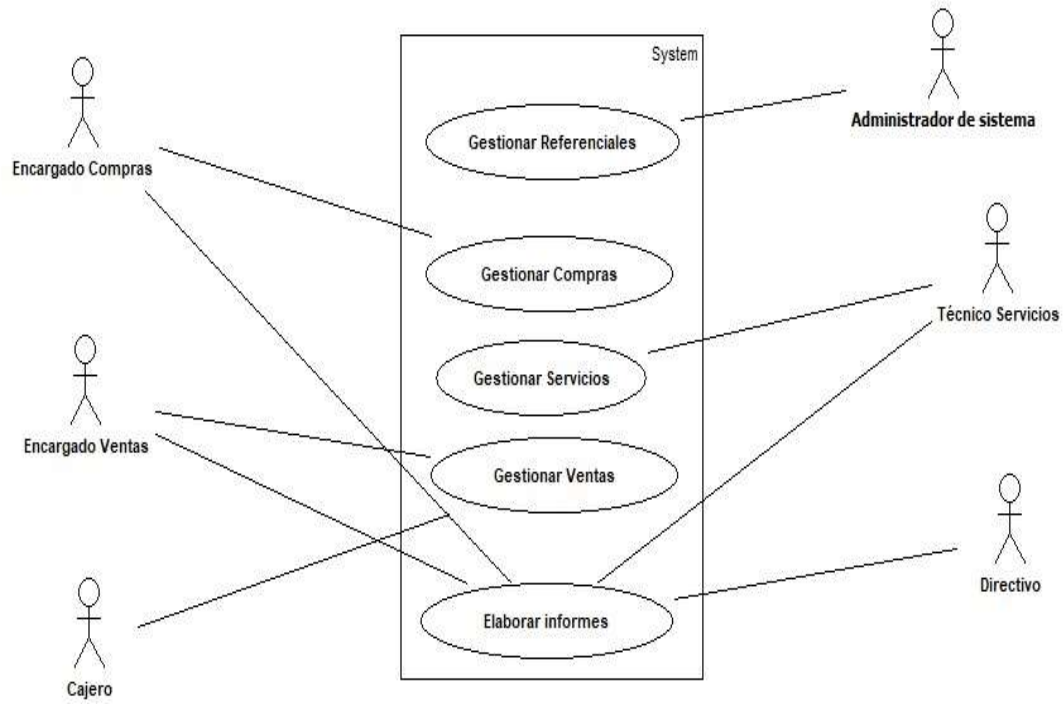 System
Administrador de sistema
Gestionar Referenciales
Encargado Compras
Gestionar Compras
Técnico Servicios
Gestionar Servicios
Encargado Ventas
Gestionar Ventas
Directivo
Elaborar informes
Cajero